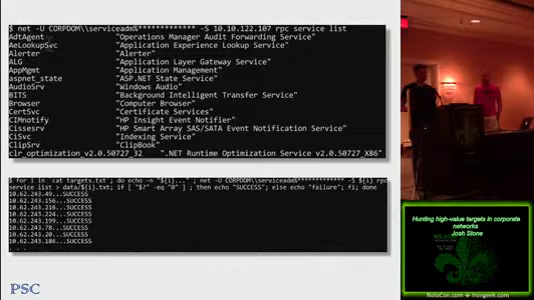 $ net -U CORPDOM\\serviceadm%************ -S 10.10.122.107 rpc service list
AdtAgent "Operations Manager Audit Forwarding Service"
AeLookupSvc "Application Experience Lookup Service"
Alerter "Alerter"
ALG "Application Layer Gateway Service"
AppMgmt "Application Management"
aspnet_state "ASP.NET State Service"
AudioSrv "Windows Audio"
BITS "Background Intelligent Transfer Service"
Browser "Computer Browser"
CertSvc "Certificate Services"
CIMnotify "HP Insight Event Notifier"
Cissesrv "HP Smart Array SAS/SATA Event Notification Service"
CiSvc "Indexing Service"
ClipSrv "ClipBook"
clr_optimization_v2.0.50727_32 ".NET Runtime Optimization Service v2.0.50727_X86"
$ for i in `cat targets.txt`; do echo -n "${i}..." ; net -U CORPDOM\\serviceadm%************ -S ${i} rpc
service list > data/${i}.txt; if [ "$?" -eq "0" ] ; then echo "SUCCESS"; else echo "failure"; fi; done
10.62.243.49...SUCCESS
10.62.243.156...SUCCESS
10.62.243.216...SUCCESS
10.62.243.224...SUCCESS
10.62.243.199...SUCCESS
10.62.243.78...SUCCESS
10.62.243.20...SUCCESS
10.62.243.186...SUCCESS
. . .
PSC
Hunting high-value targets in corporate
networks
Josh Stone
NolaCon.com Irongeek.com